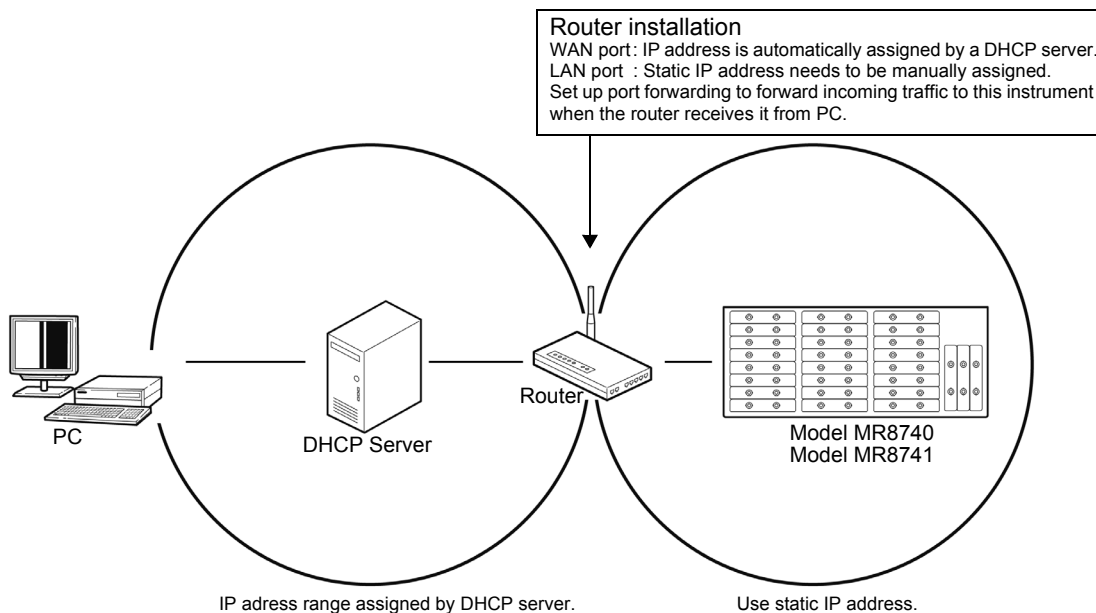 Router installation
WAN port: IP address is automatically assigned by a DHCP server.
LAN port : Static IP address needs to be manually assigned.
Set up port forwarding to forward incoming traffic to this instrument
when the router receives it from PC.
PC
DHCP Server
Router
Model MR8740
Model MR8741
IP adress range assigned by DHCP server.
Use static IP address.